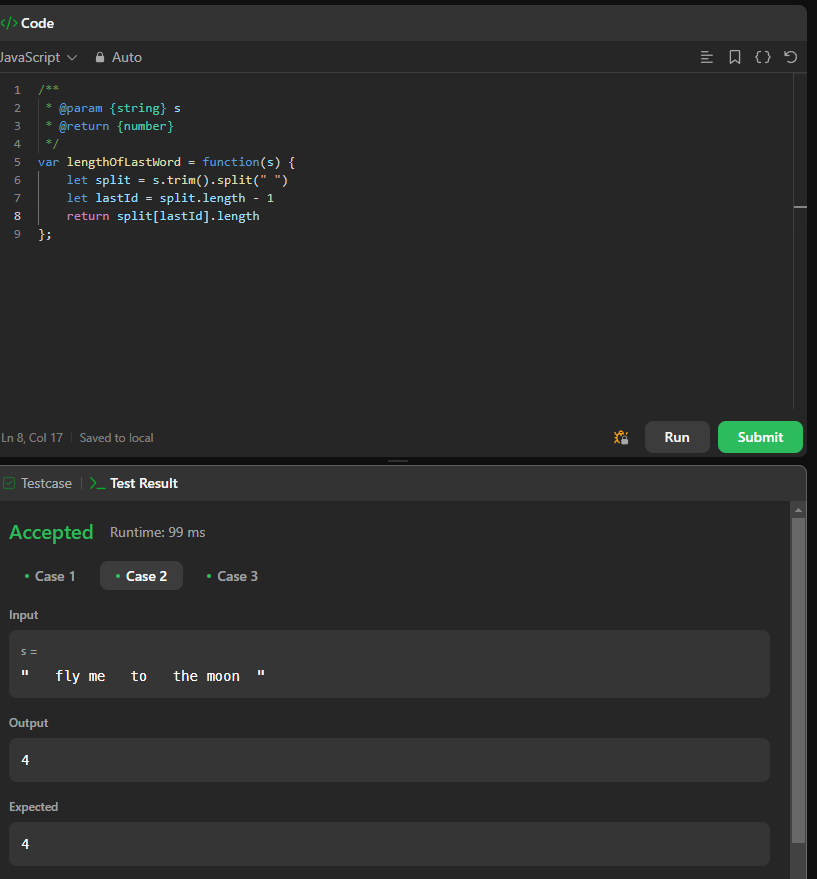 </> Code
JavaScript Auto
1 /**
2  * @param {string} s
3  * @return {number}
4  */
5 var lengthOfLastWord = function(s) {
6     let split = s.trim().split(" ")
7     let lastId = split.length - 1
8     return split[lastId].length
9 };
Ln 8, Col 17 | Saved to local
Run Submit
Testcase | >_ Test Result
Accepted Runtime: 99 ms
• Case 1 • Case 2 • Case 3
Input
s =
"   fly me   to   the moon  "
Output
4
Expected
4